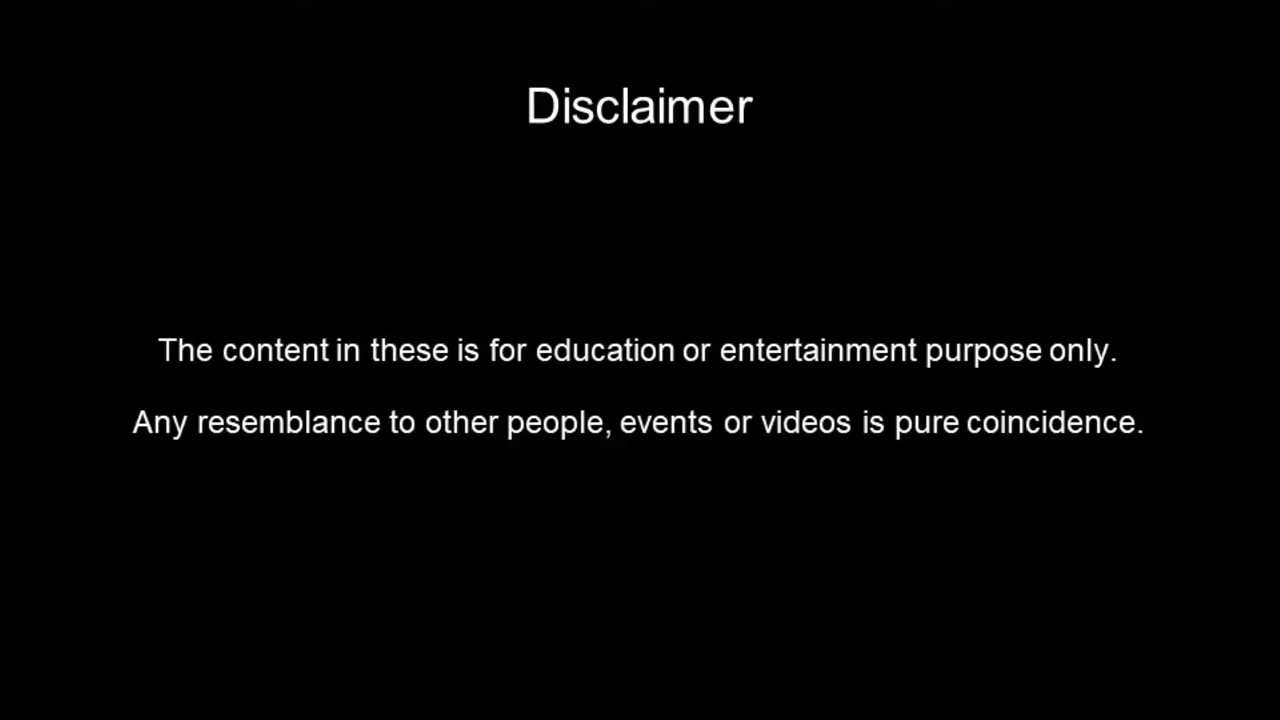 Disclaimer
The content in these is for education or entertainment purpose only.
Any resemblance to other people, events or videos is pure coincidence.